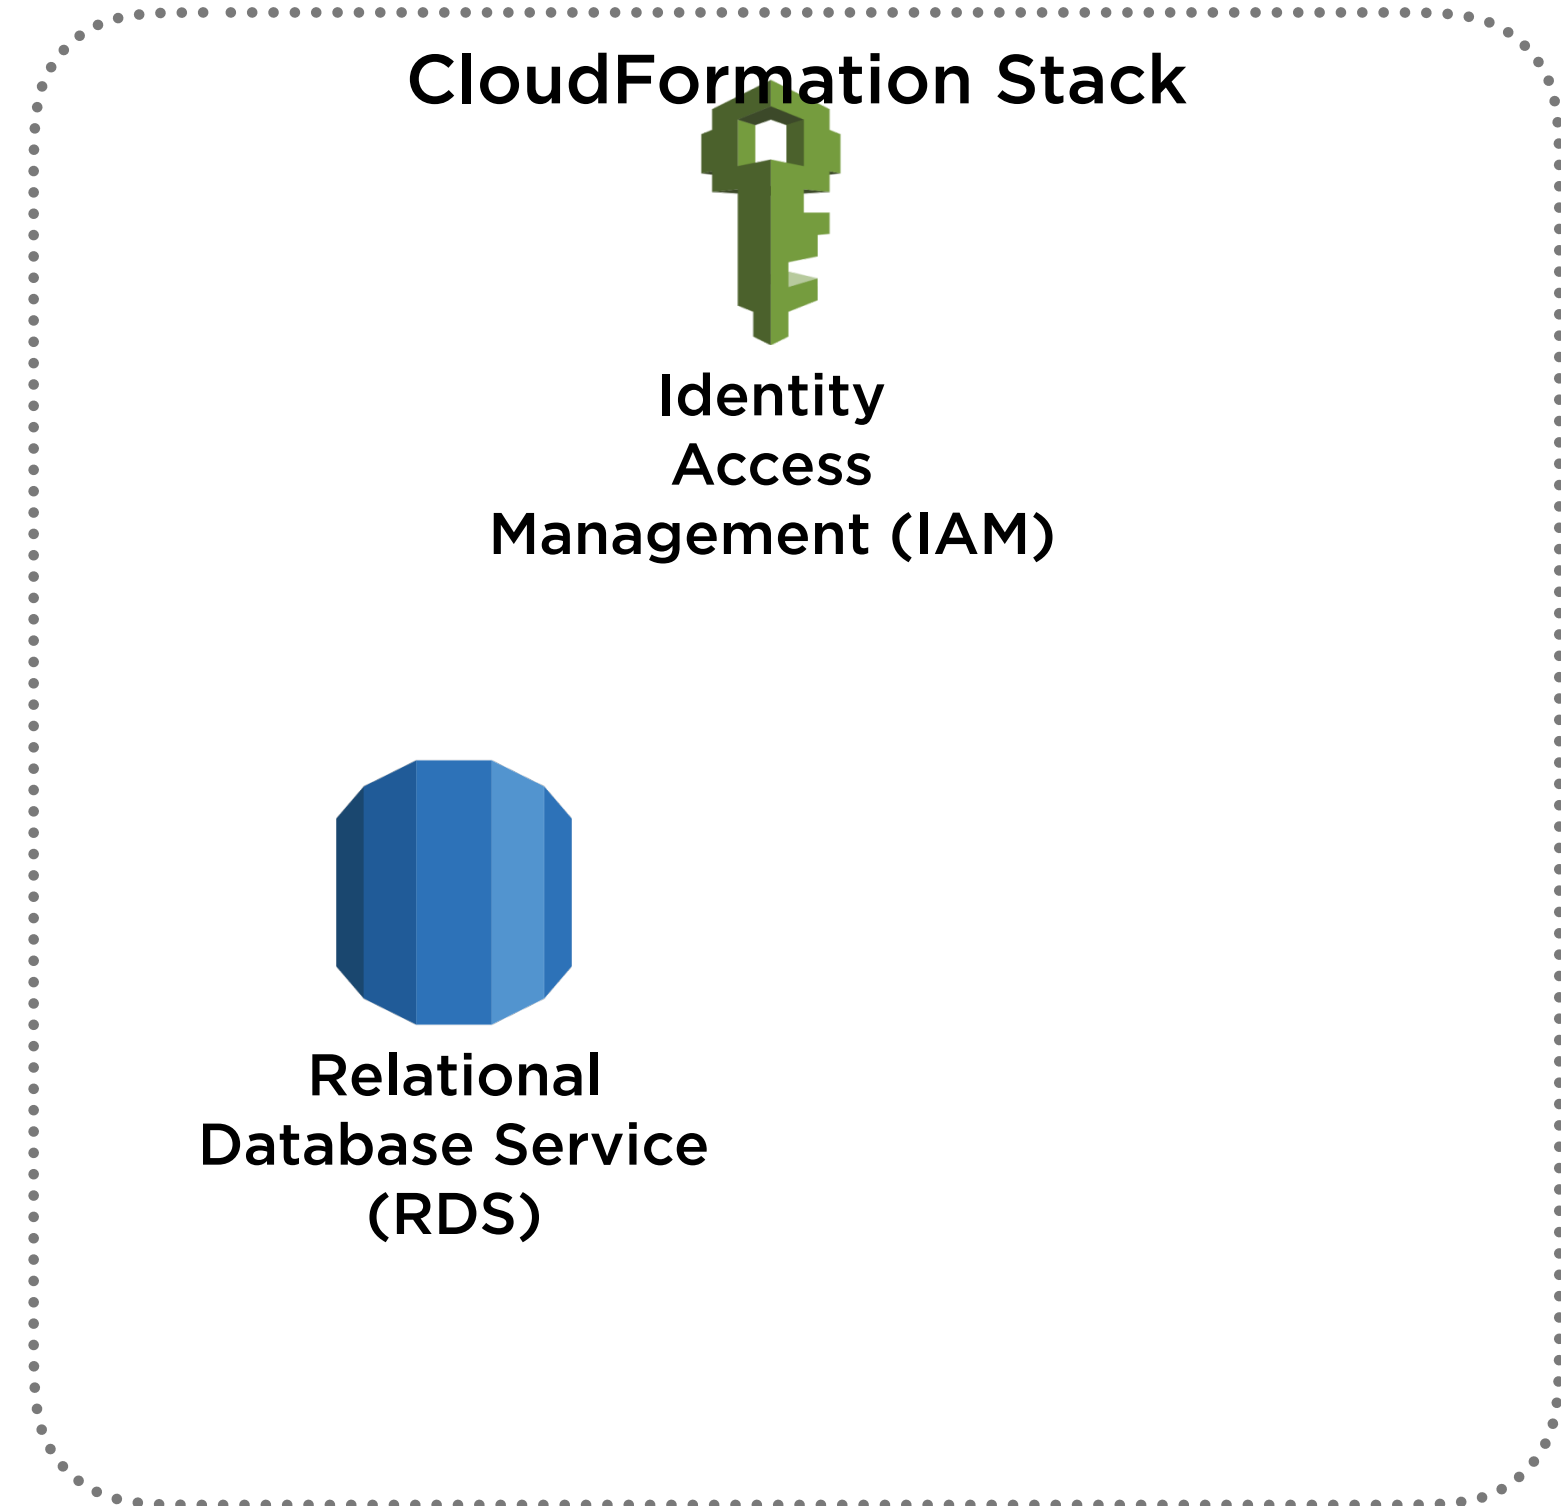 CloudFormation Stack
Identity
Access
Management (IAM)
Relational
Database Service
(RDS)